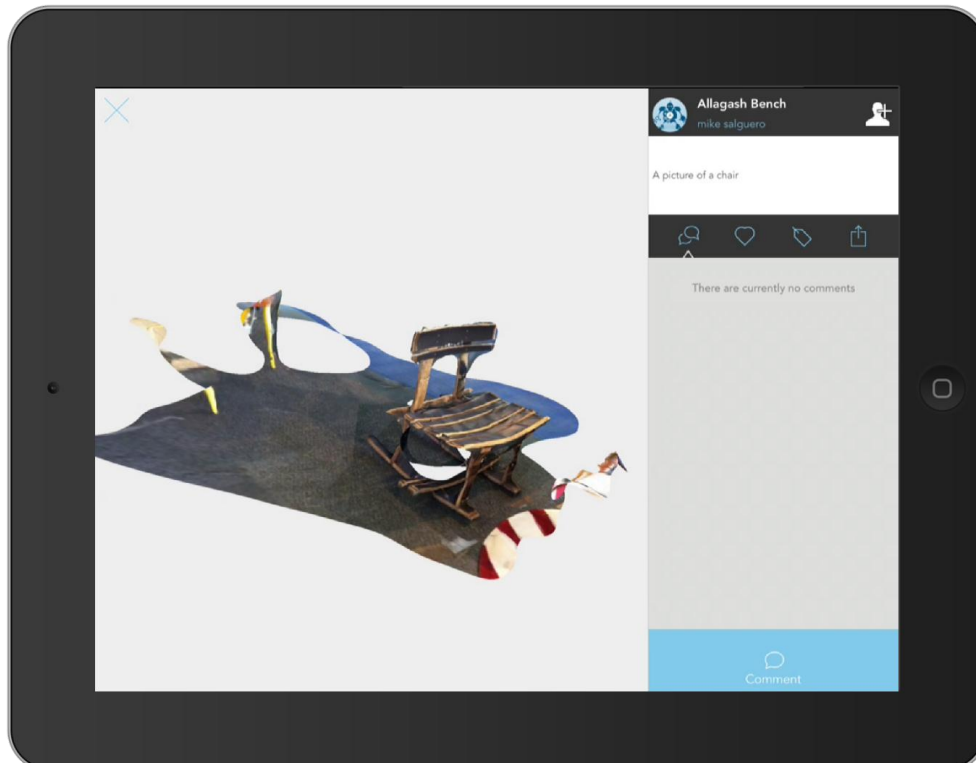 Allagash Bench
mike salguero
A picture of a chair
There are currently no comments
Comment